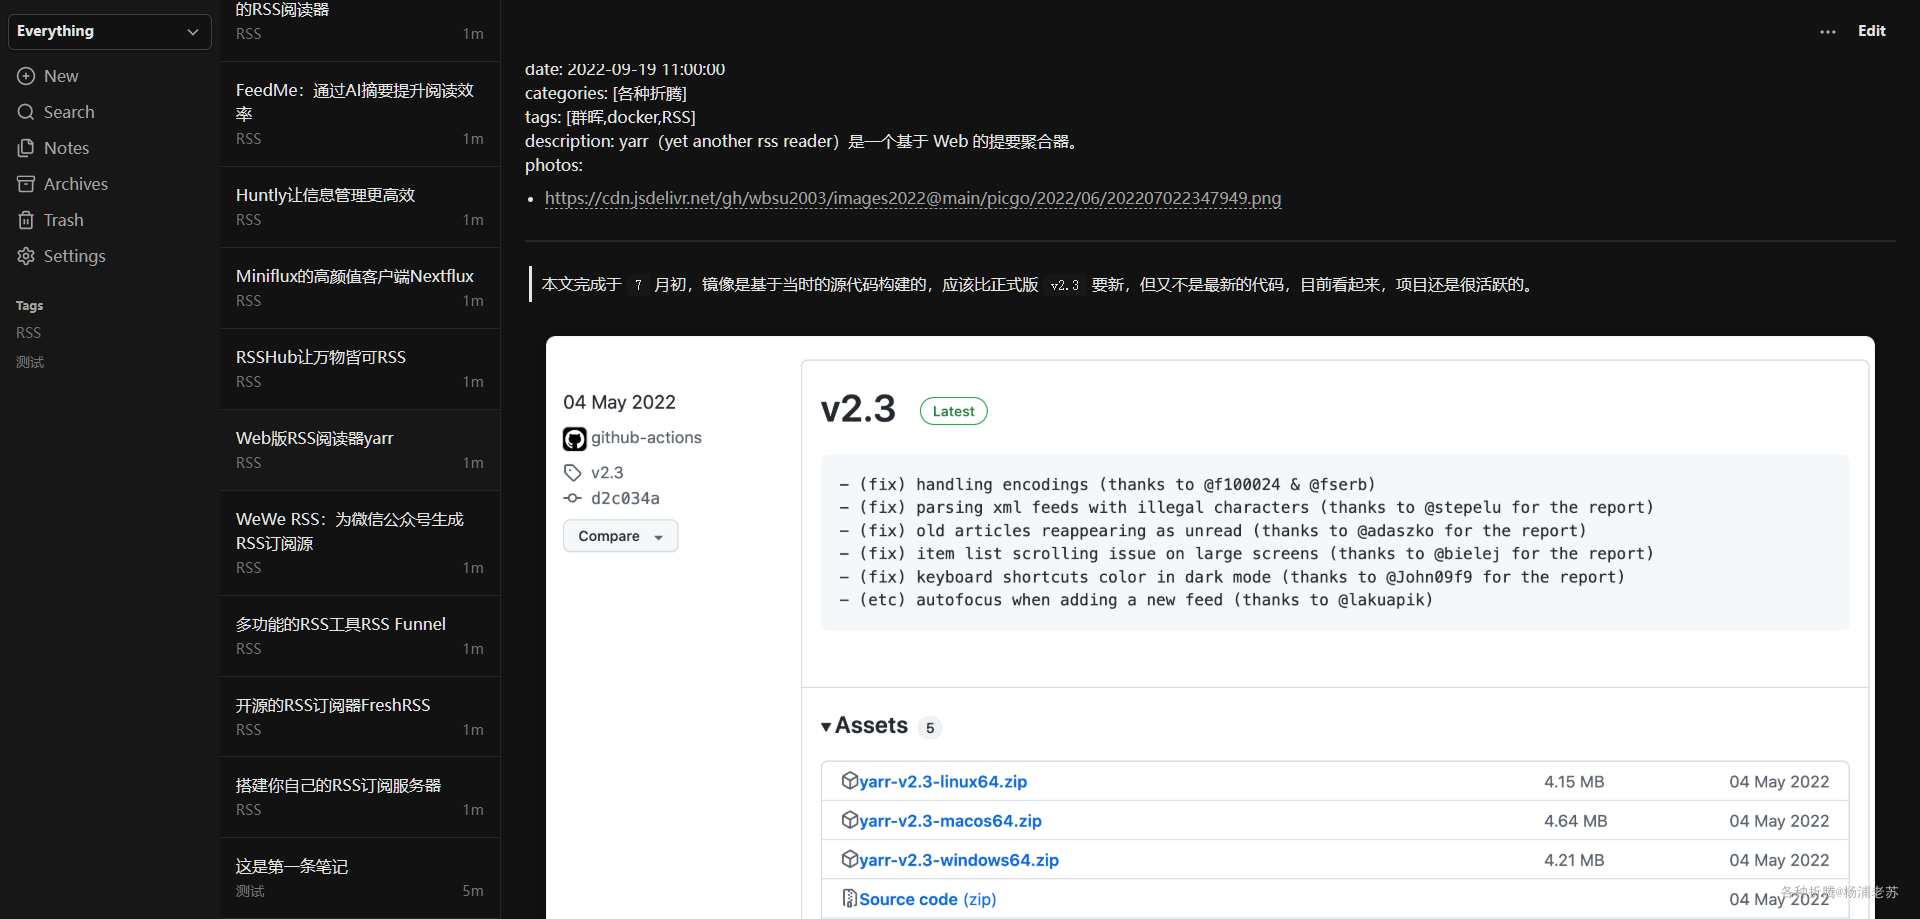 Everything
New
Search
Notes
Archives
Trash
Settings
Tags
RSS
测试
的RSS阅读器
RSS 1m
FeedMe：通过AI摘要提升阅读效
率
RSS 1m
Huntly让信息管理更高效
RSS 1m
Miniflux的高颜值客户端Nextflux
RSS 1m
RSSHub让万物皆可RSS
RSS 1m
Web版RSS阅读器yarr
RSS 1m
WeWe RSS：为微信公众号生成
RSS订阅源
RSS 1m
多功能的RSS工具RSS Funnel
RSS 1m
开源的RSS订阅器FreshRSS
RSS 1m
搭建你自己的RSS订阅服务器
RSS 1m
这是第一条笔记
测试 5m
··· Edit
date: 2022-09-19 11:00:00
categories: [各种折腾]
tags: [群晖,docker,RSS]
description: yarr（yet another rss reader）是一个基于 Web 的提要聚合器。
photos:
• https://cdn.jsdelivr.net/gh/wbsu2003/images2022@main/picgo/2022/06/202207022347949.png
本文完成于 7 月初，镜像是基于当时的源代码构建的，应该比正式版 v2.3 要新，但又不是最新的代码，目前看起来，项目还是很活跃的。
04 May 2022
github-actions
v2.3
d2c034a
Compare
v2.3 Latest
– (fix) handling encodings (thanks to @f100024 & @fserb)
– (fix) parsing xml feeds with illegal characters (thanks to @stepelu for the report)
– (fix) old articles reappearing as unread (thanks to @adaszko for the report)
– (fix) item list scrolling issue on large screens (thanks to @bielej for the report)
– (fix) keyboard shortcuts color in dark mode (thanks to @John09f9 for the report)
– (etc) autofocus when adding a new feed (thanks to @lakuapik)
Assets 5
yarr-v2.3-linux64.zip 4.15 MB 04 May 2022
yarr-v2.3-macos64.zip 4.64 MB 04 May 2022
yarr-v2.3-windows64.zip 4.21 MB 04 May 2022
Source code (zip) 04 May 2022
各种折腾@杨浦老苏